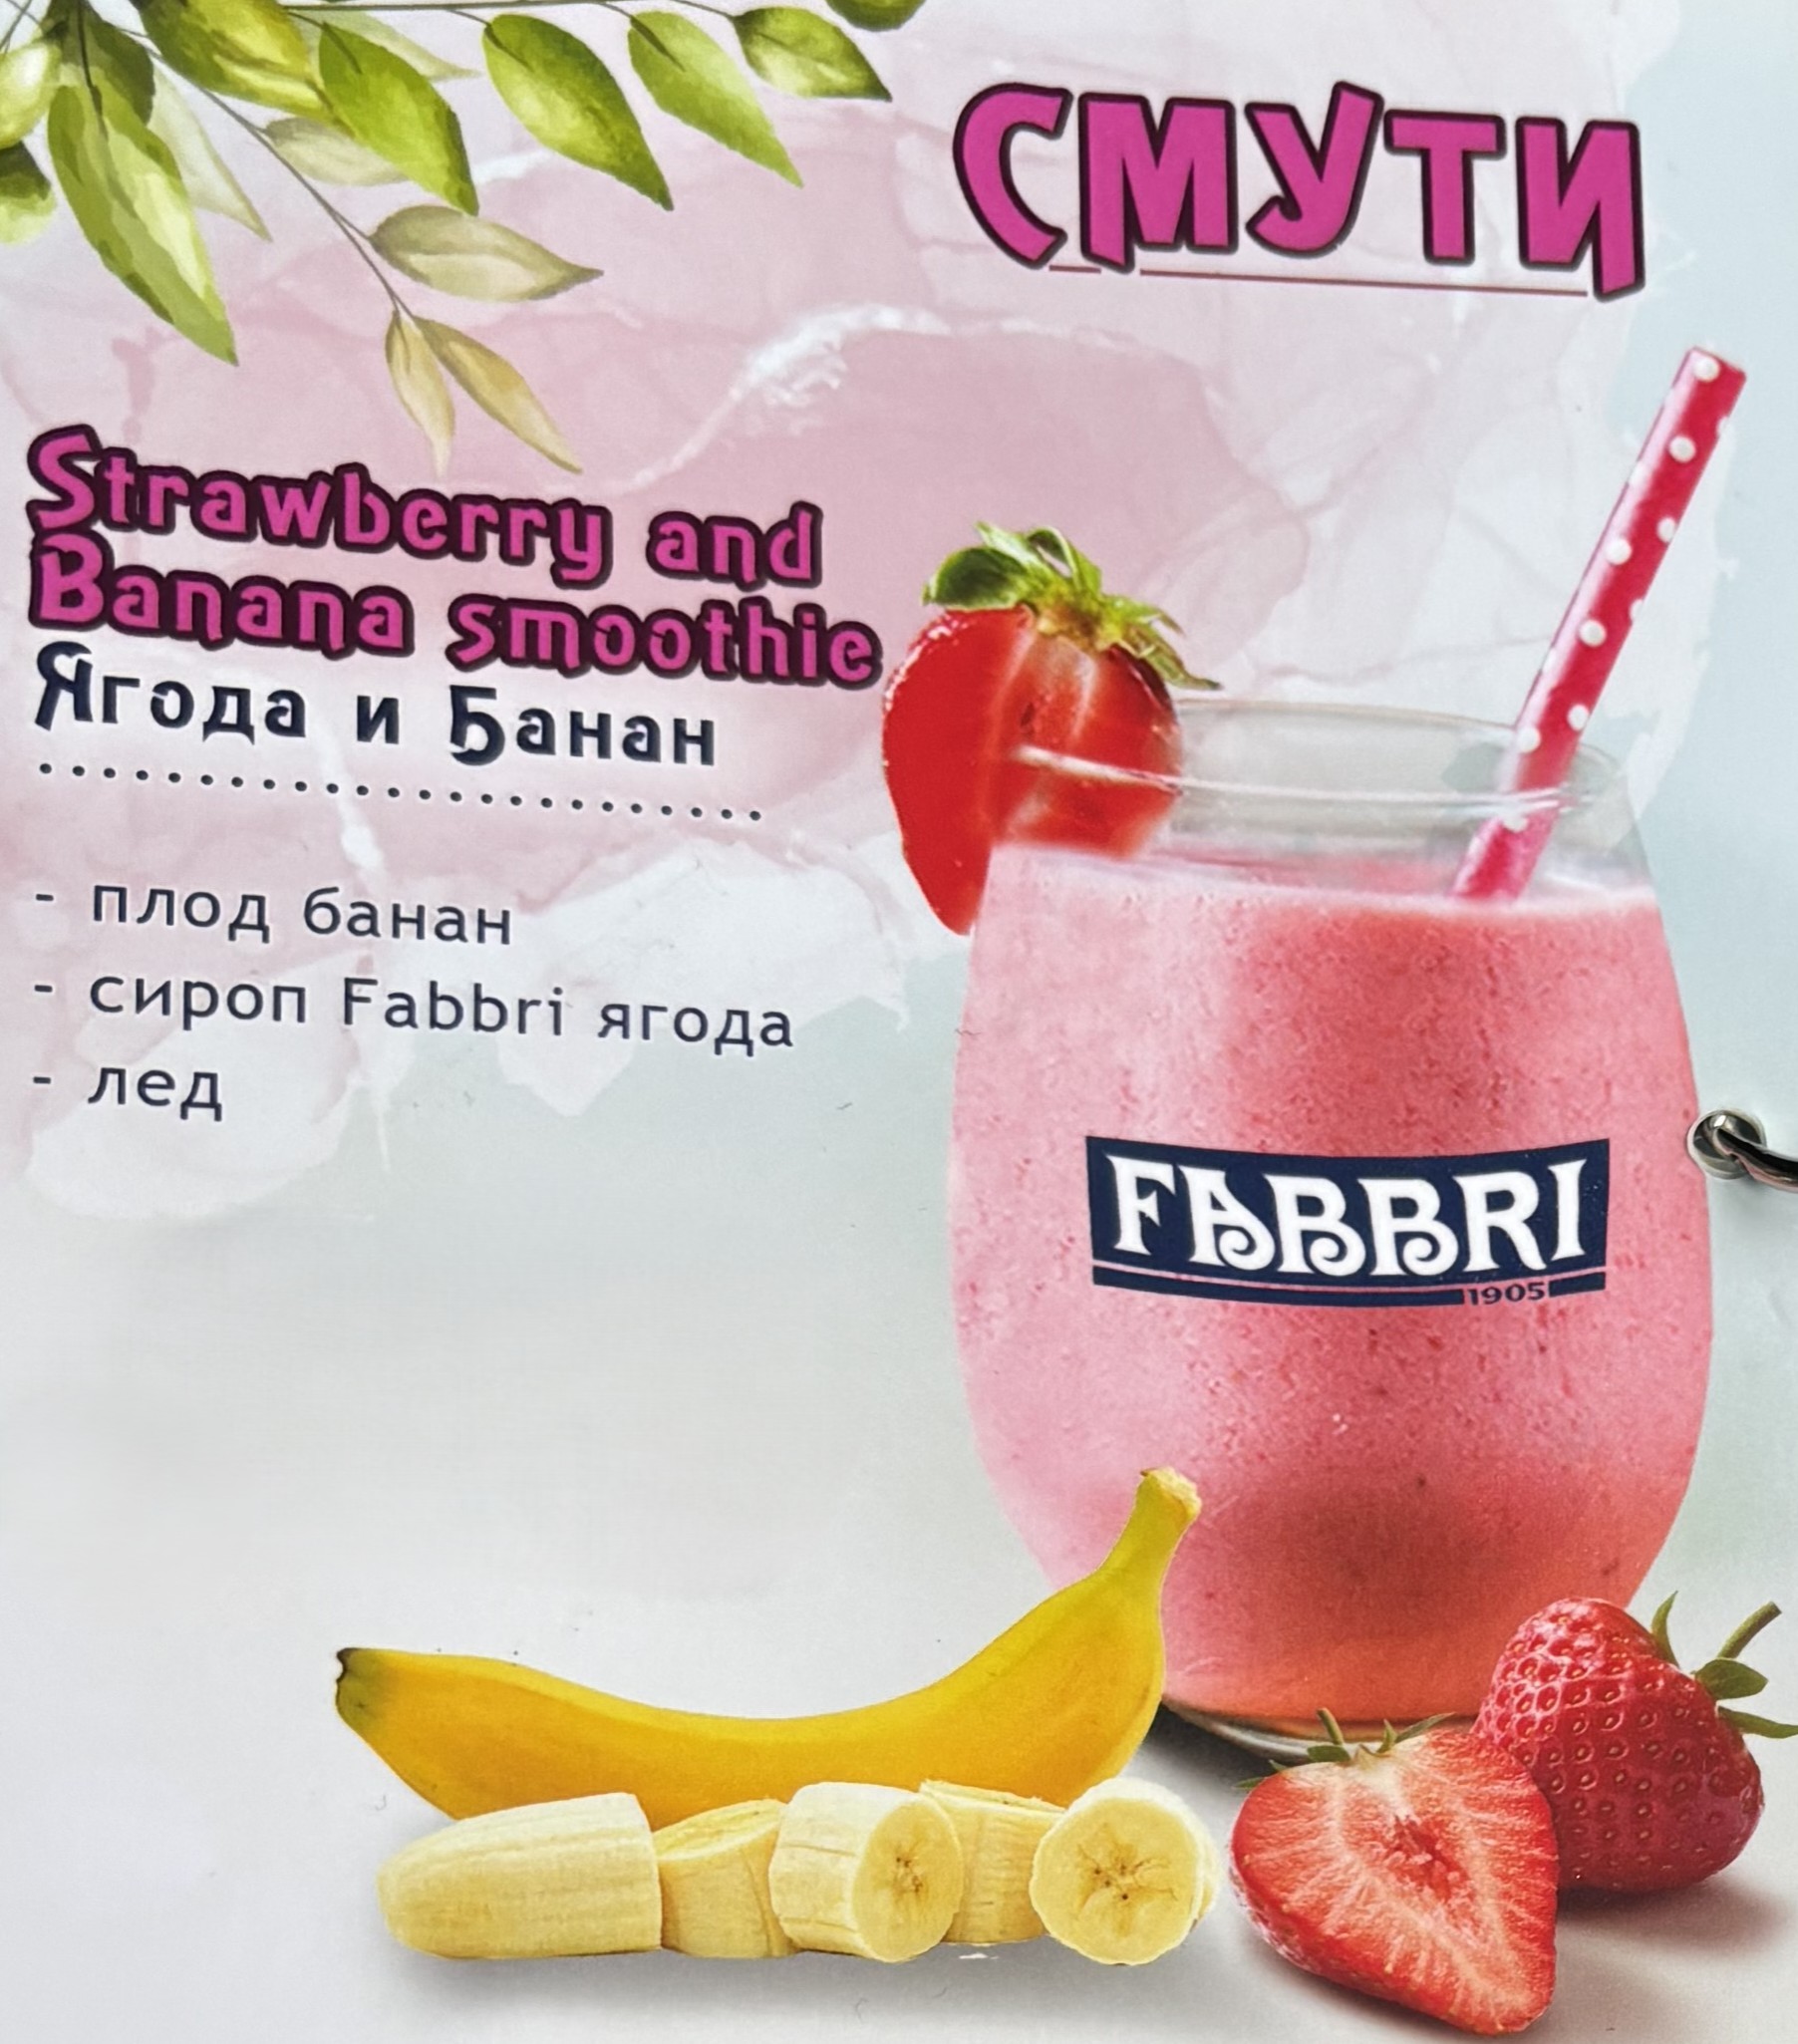 СМУТИ
Strawberry and
Banana smoothie
Ягода и Банан
- плод банан
- сироп Fabbri ягода
- лед
FABBRI
1905